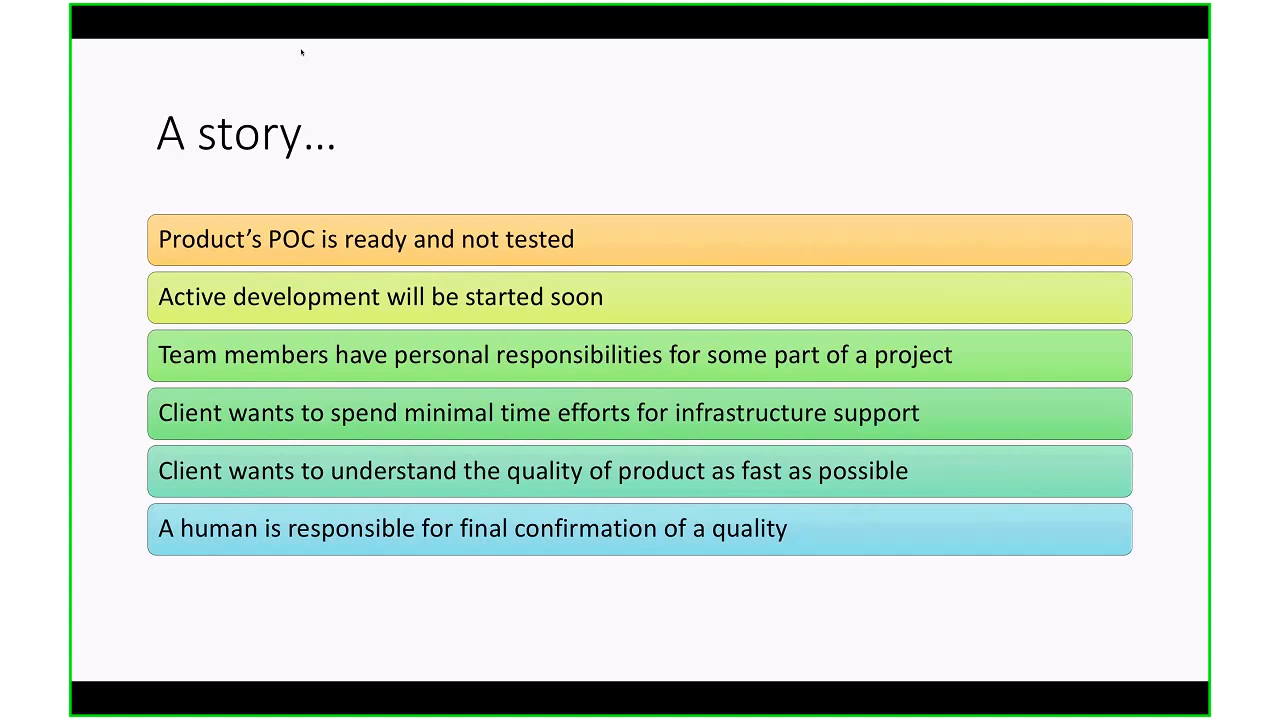 A story...
Product’s POC is ready and not tested
Active development will be started soon
Team members have personal responsibilities for some part of a project
Client wants to spend minimal time efforts for infrastructure support
Client wants to understand the quality of product as fast as possible
A human is responsible for final confirmation of a quality